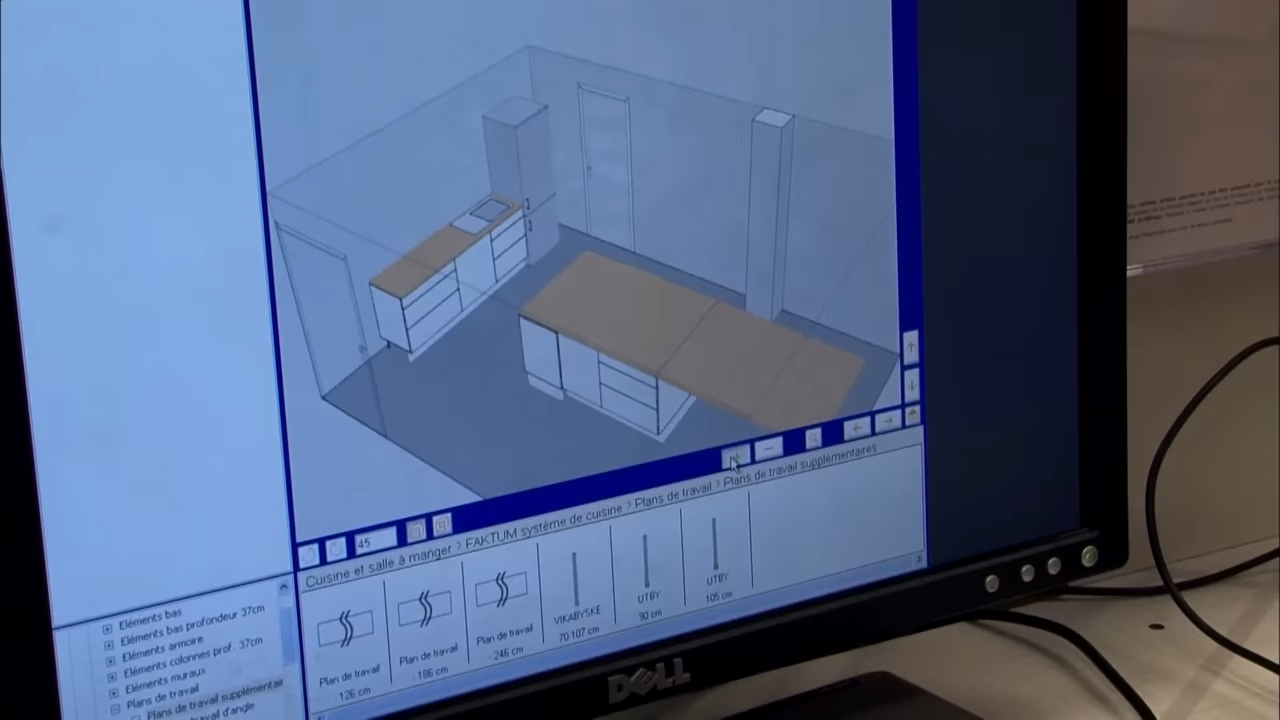 45
Cuisine et salle à manger > FAKTUM système de cuisine > Plans de travail > Plans de travail supplémentaires
Plan de travail
- 126 cm
Plan de travail
- 186 cm
Plan de travail
- 246 cm
VIKABYSKE
70-107 cm
UTBY
90 cm
UTBY
105 cm
Eléments bas
Eléments bas profondeur 37cm
Eléments armoire
Eléments colonnes prof. 37cm
Eléments muraux
Plans de travail
Plans de travail supplémentair
travail d'angle
DELL